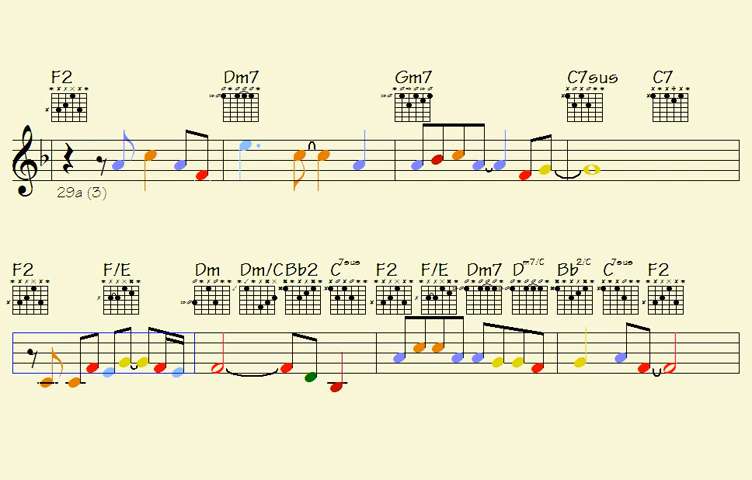 F2 Dm7 Gm7 C7sus C7
29a (3)
F2 F/E Dm Dm/C Bb2 C7sus F2 F/E Dm7 Dm7/C Bb2/C C7sus F2